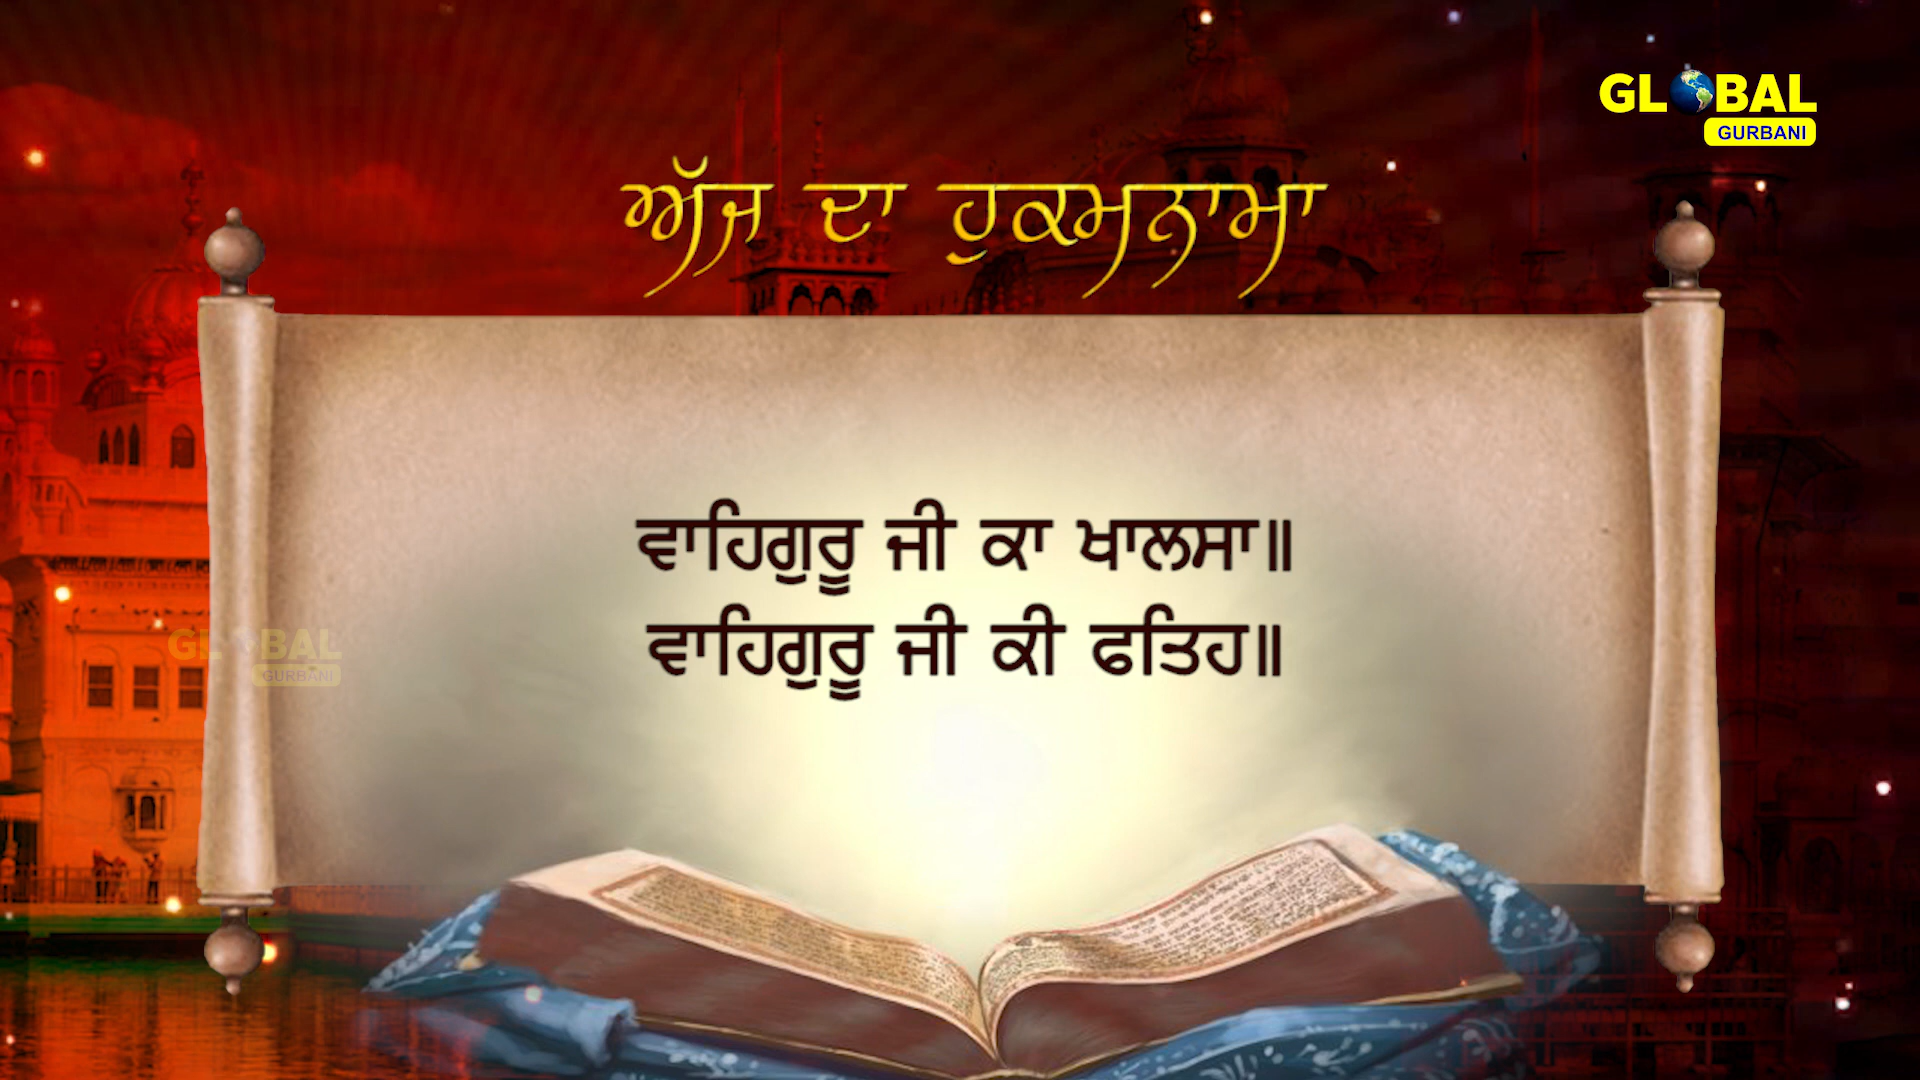 GLOBAL
GURBANI
ਅੱਜ ਦਾ ਹੁਕਮਨਾਮਾ
ਵਾਹਿਗੁਰੂ ਜੀ ਕਾ ਖਾਲਸਾ॥
ਵਾਹਿਗੁਰੂ ਜੀ ਕੀ ਫਤਿਹ॥
GLOBAL
GURBANI